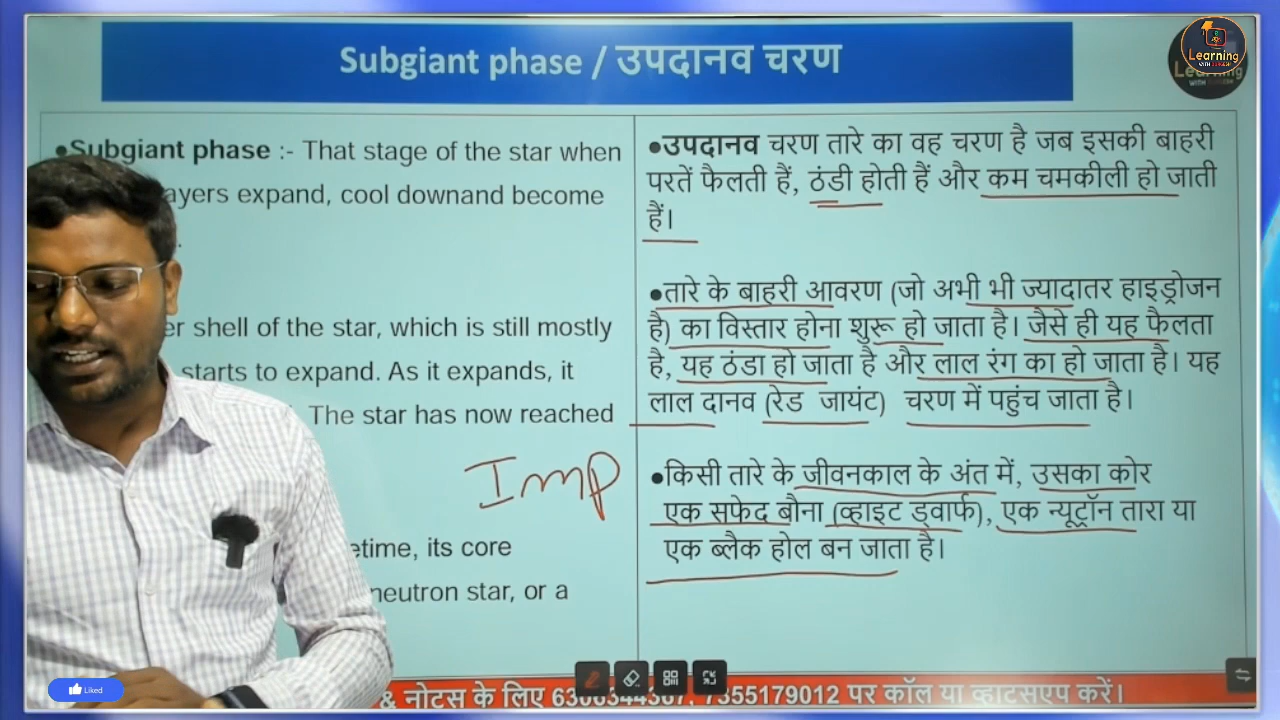 Subgiant phase / उपदानव चरण
Learning
WITH
•Subgiant phase :- That stage of the star when
ayers expand, cool downand become
er shell of the star, which is still mostly
starts to expand. As it expands, it
The star has now reached
Imp
etime, its core
neutron star, or a
•उपदानव चरण तारे का वह चरण है जब इसकी बाहरी
परतें फैलती हैं, ठंडी होती हैं और कम चमकीली हो जाती
हैं।
•तारे के बाहरी आवरण (जो अभी भी ज्यादातर हाइड्रोजन
है) का विस्तार होना शुरू हो जाता है। जैसे ही यह फैलता
है, यह ठंडा हो जाता है और लाल रंग का हो जाता है। यह
लाल दानव (रेड जायंट) चरण में पहुंच जाता है।
•किसी तारे के जीवनकाल के अंत में, उसका कोर
एक सफेद बौना (व्हाइट ड्वार्फ), एक न्यूट्रॉन तारा या
एक ब्लैक होल बन जाता है।
Liked
& नोटस के लिए 6306344367, 7355179012 पर कॉल या व्हाटसएप करें।